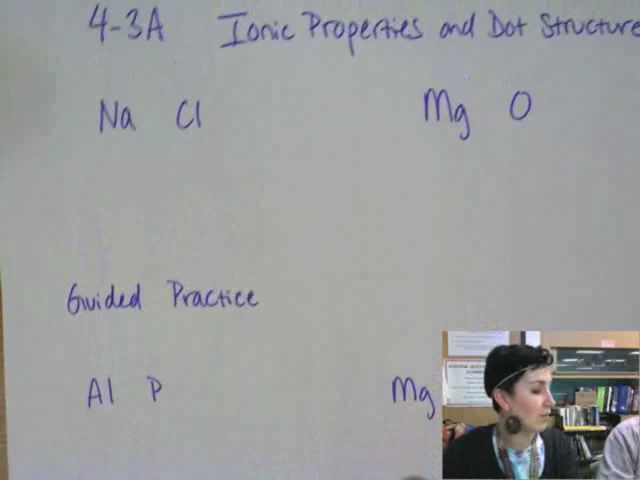 4-3A Ionic Properties and Dot Structure
Na Cl Mg O
Guided Practice
Al P Mg